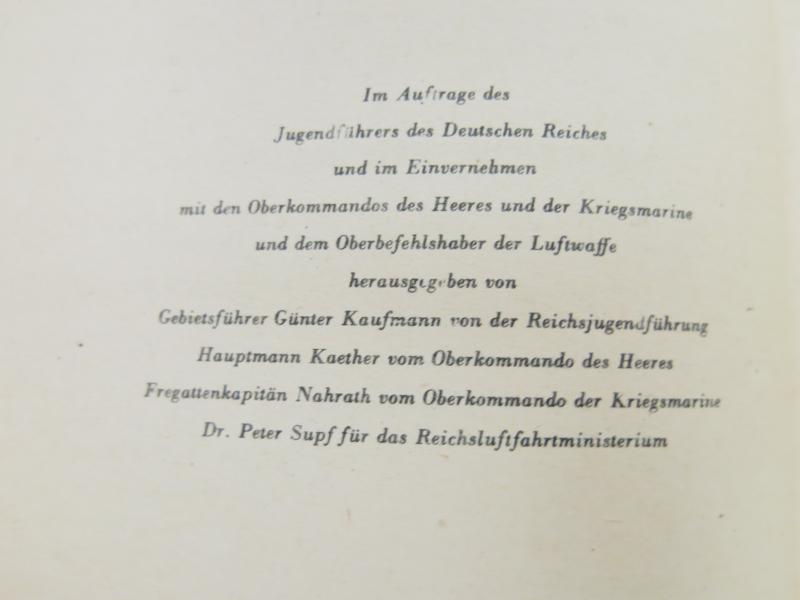 Im Auftrage des
Jugendführers des Deutschen Reiches
und im Einvernehmen
mit den Oberkommandos des Heeres und der Kriegsmarine
und dem Oberbefehlshaber der Luftwaffe
herausgegeben von
Gebietsführer Günter Kaufmann von der Reichsjugendführung
Hauptmann Kaether vom Oberkommando des Heeres
Fregattenkapitän Nahrath vom Oberkommando der Kriegsmarine
Dr. Peter Supf für das Reichsluftfahrtministerium